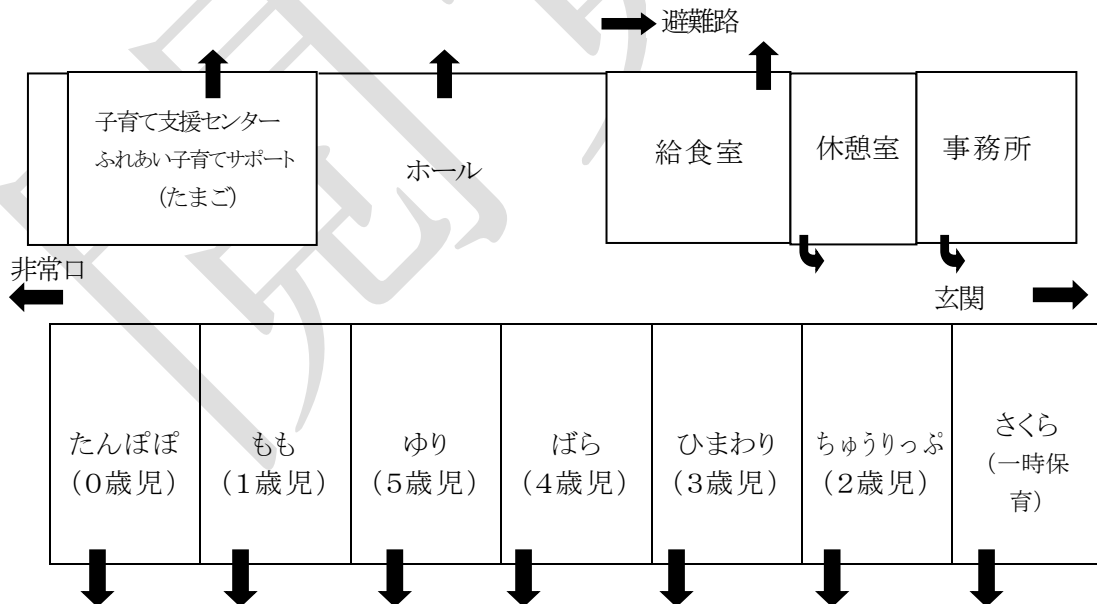 避難路
子育て支援センター
ふれあい子育てサポート
(たまご)
ホール
給食室
休憩室
事務所
非常口
玄関
たんぽぽ
(０歳児)
もも
(１歳児)
ゆり
(５歳児)
ばら
(４歳児)
ひまわり
(３歳児)
ちゅうりっぷ
(２歳児)
さくら
(一時保
育)